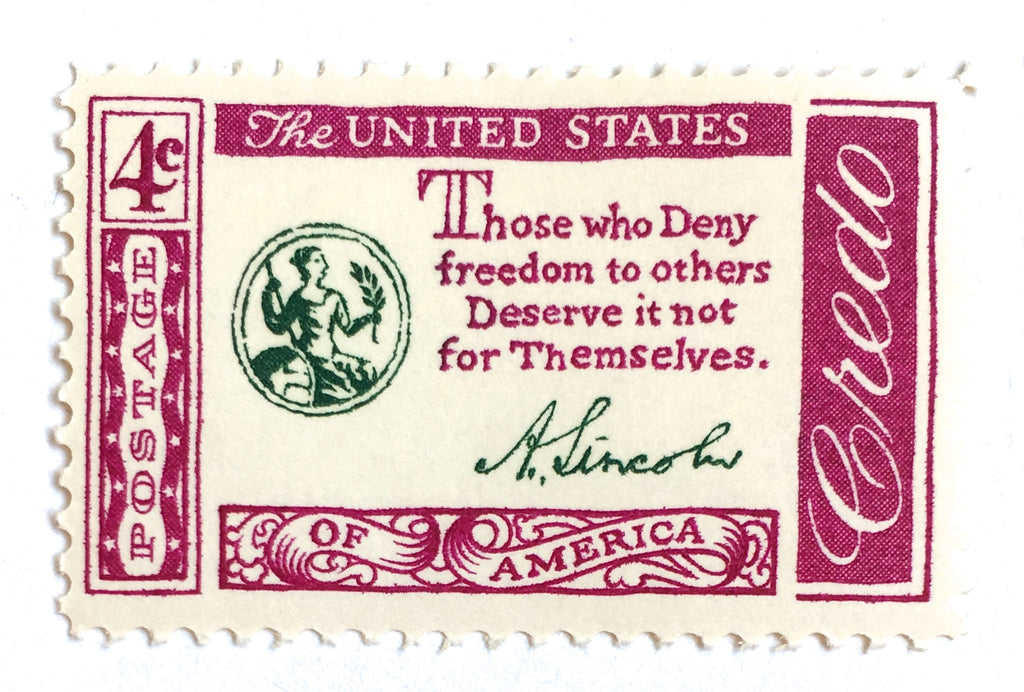 4c
POSTAGE
The UNITED STATES
Those who Deny
freedom to others
Deserve it not
for Themselves.
A. Lincoln
OF AMERICA
Credo